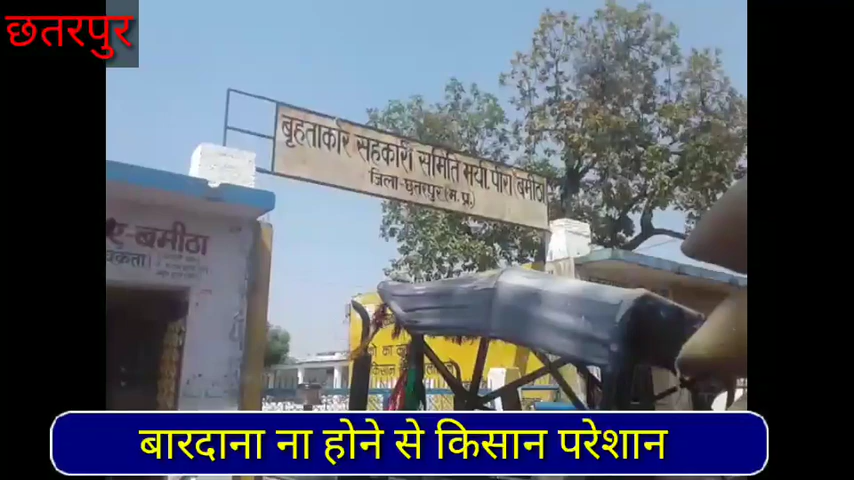 छतरपुर
बृहताकार सहकारी समिति मर्या. पीरा बमीठा
जिला-छतरपुर (म.प्र.)
ए-बमीठा
किसान
बारदाना ना होने से किसान परेशान